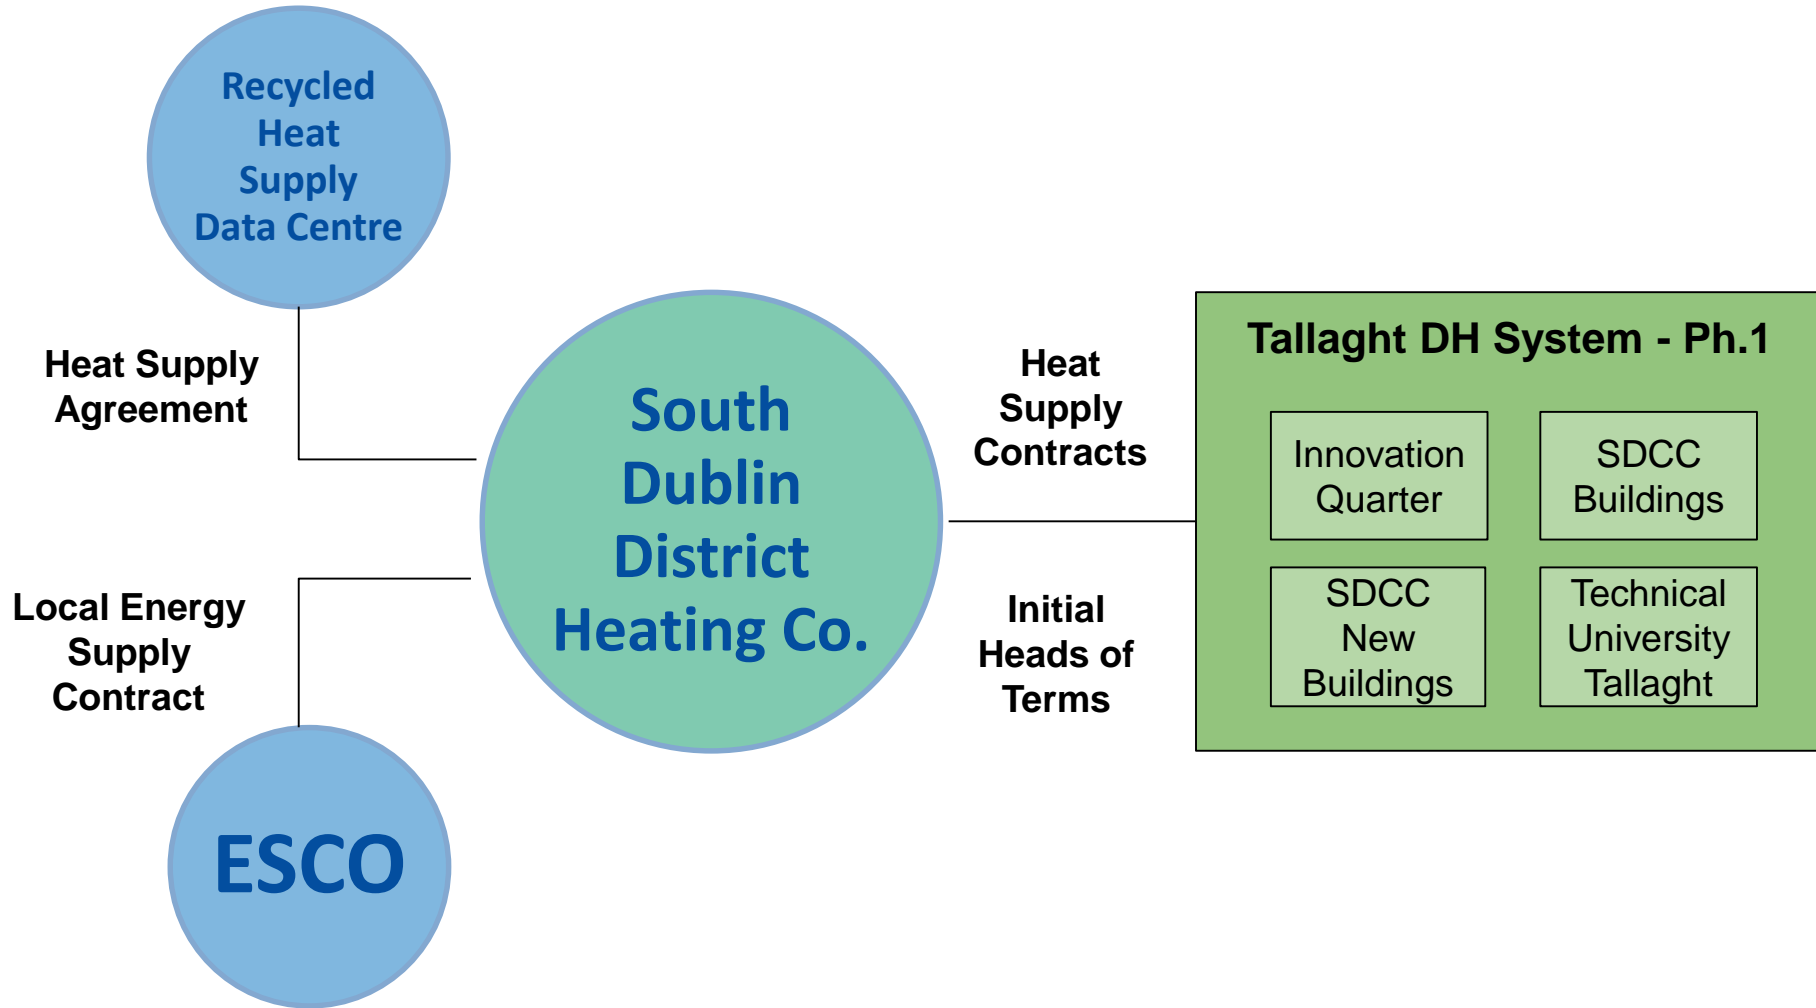 Recycled
Heat
Supply
Data Centre
Heat Supply
Agreement
Local Energy
Supply
Contract
ESCO
South
Dublin
District
Heating Co.
Heat
Supply
Contracts
Initial
Heads of
Terms
Tallaght DH System - Ph.1
Innovation
Quarter
SDCC
Buildings
SDCC
New
Buildings
Technical
University
Tallaght